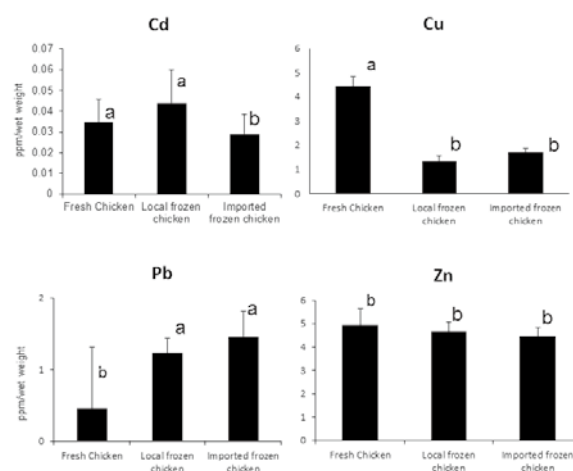 Cd
0.07
0.06
0.05
0.04
0.03
0.02
0.01
0
ppm/wet weight
a
a
b
Fresh Chicken
Local frozen
chicken
Imported
frozen chicken
Cu
6
5
4
3
2
1
0
a
b
b
Fresh Chicken
Local frozen
chicken
Imported frozen
chicken
Pb
2
1
0
ppm/wet weight
b
a
a
Fresh Chicken
Local frozen
chicken
Imported frozen
chicken
Zn
6
5
4
3
2
1
0
b
b
b
Fresh Chicken
Local frozen
chicken
Imported frozen
chicken